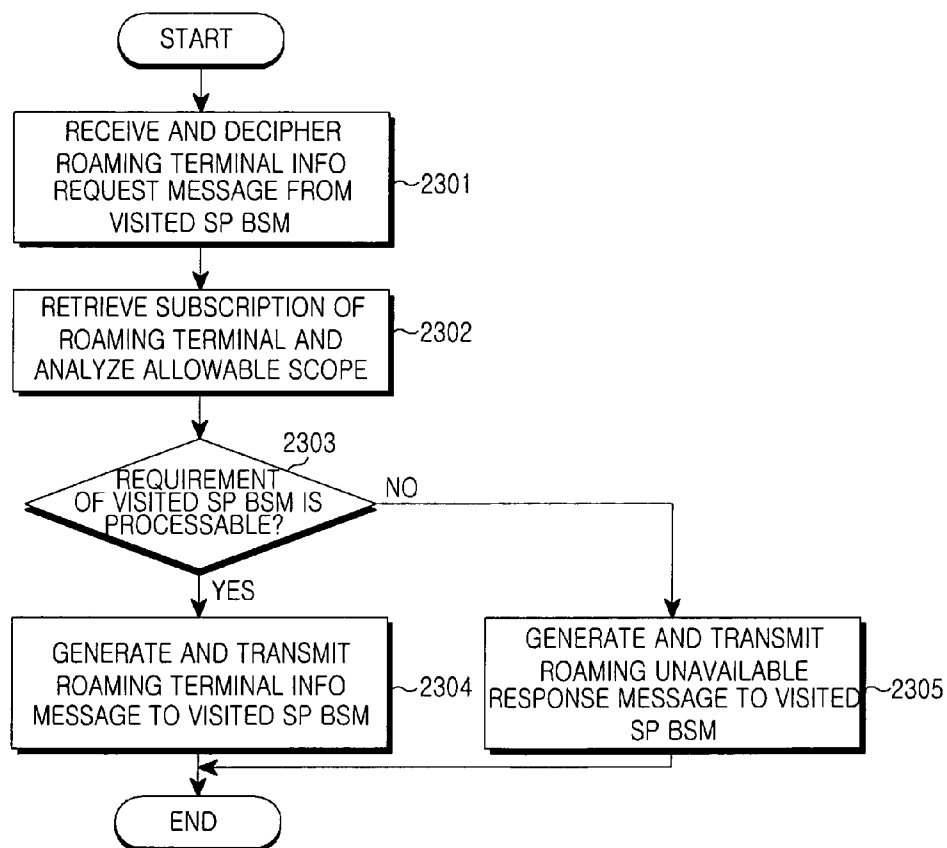 START
RECEIVE AND DECIPHER
ROAMING TERMINAL INFO
REQUEST MESSAGE FROM
VISITED SP BSM
2301
RETRIEVE SUBSCRIPTION OF
ROAMING TERMINAL AND
ANALYZE ALLOWABLE SCOPE
2302
2303
REQUIREMENT
OF VISITED SP BSM IS
PROCESSABLE?
NO
YES
GENERATE AND TRANSMIT
ROAMING TERMINAL INFO
MESSAGE TO VISITED SP BSM
2304
GENERATE AND TRANSMIT
ROAMING UNAVAILABLE
RESPONSE MESSAGE TO VISITED
SP BSM
2305
END